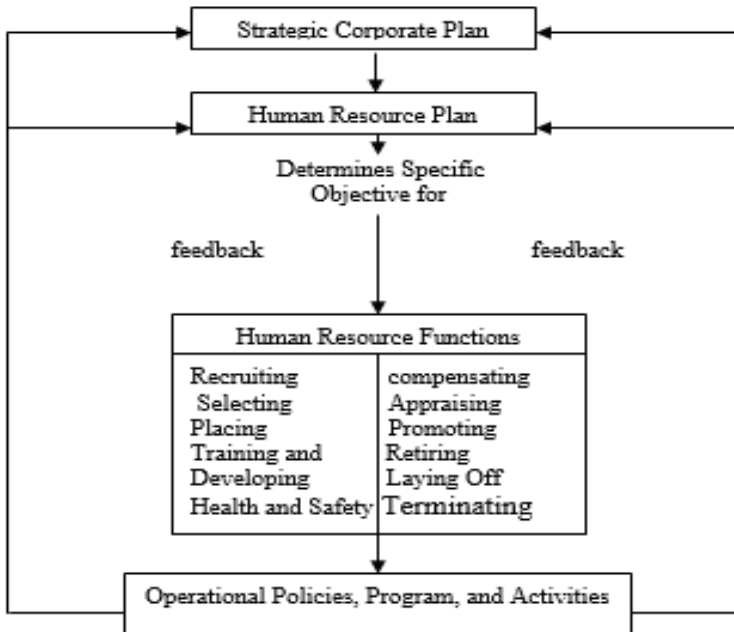 Strategic Corporate Plan
Human Resource Plan
Determines Specific
Objective for
feedback
feedback
Human Resource Functions
Recruiting
Selecting
Placing
Training and
Developing
Health and Safety
compensating
Appraising
Promoting
Retiring
Laying Off
Terminating
Operational Policies, Program, and Activities